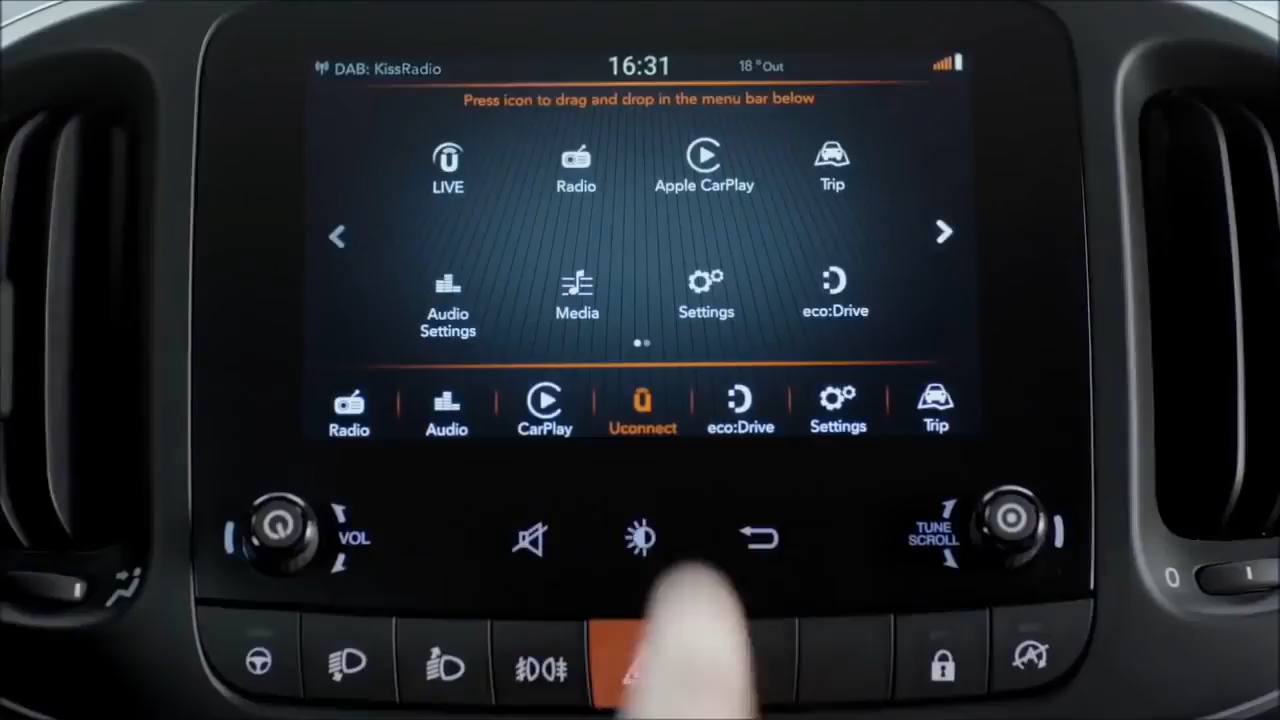 DAB: KissRadio
16:31
18 °Out
Press icon to drag and drop in the menu bar below
LIVE
Radio
Apple CarPlay
Trip
Audio
Settings
Media
Settings
eco:Drive
Radio
Audio
CarPlay
Uconnect
eco:Drive
Settings
Trip
VOL
TUNE
SCROLL
0